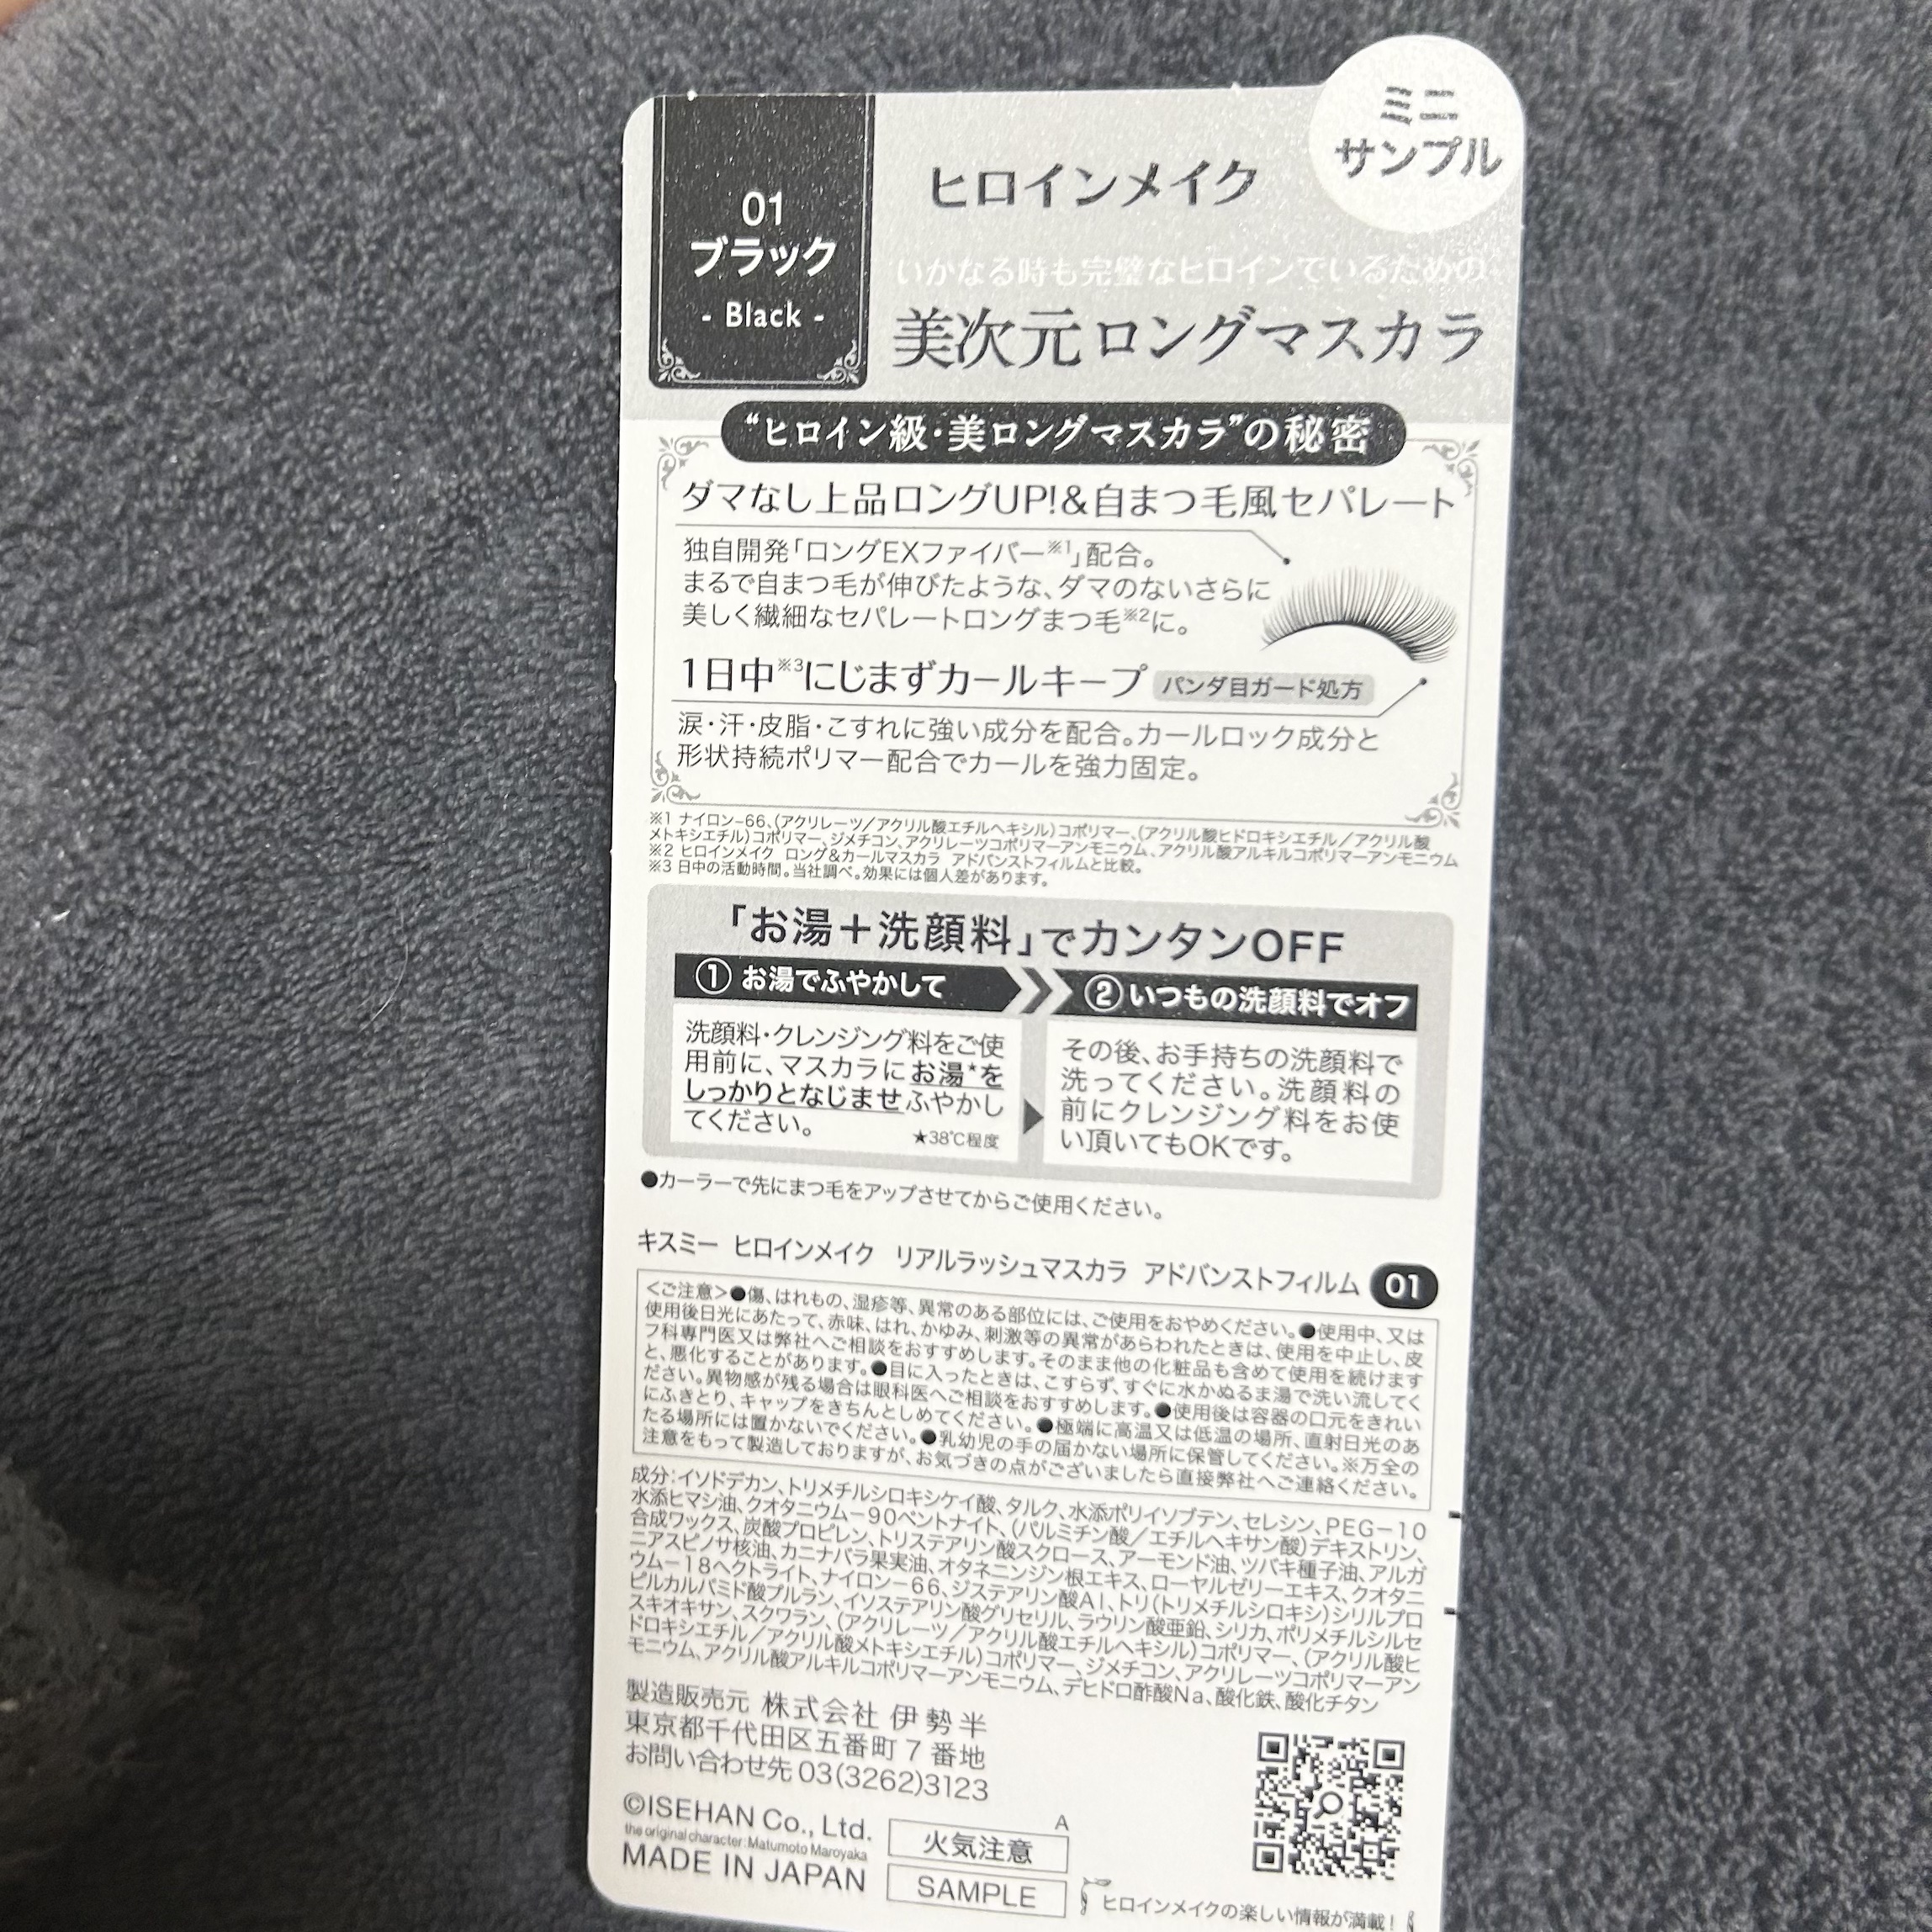 ミニ
サンプル
01
ブラック
- Black -
ヒロインメイク
いかなる時も完璧なヒロインでいるための
美次元ロングマスカラ
“ヒロイン級・美ロングマスカラ”の秘密
ダマなし上品ロングUP!&自まつ毛風セパレート
独自開発「ロングEXファイバー※1」配合。
まるで自まつ毛が伸びたような、ダマのないさらに
美しく繊細なセパレートロングまつ毛※2に。
1日中※3にじまずカールキープ パンダ目ガード処方
涙・汗・皮脂・こすれに強い成分を配合。カールロック成分と
形状持続ポリマー配合でカールを強力固定。
※1 ナイロン-66、(アクリレーツ/アクリル酸エチルヘキシル)コポリマー、(アクリル酸ヒドロキシエチル/アクリル酸
メトキシエチル)コポリマー、ジメチコン、アクリレーツコポリマーアンモニウム、アクリル酸アルキルコポリマーアンモニウム
※2 ヒロインメイク ロング&カールマスカラ アドバンストフィルムと比較。
※3 日中の活動時間。当社調べ。効果には個人差があります。
「お湯+洗顔料」でカンタンOFF
① お湯でふやかして
洗顔料・クレンジング料をご使
用前に、マスカラにお湯★を
しっかりとなじませふやかし
てください。
★38℃程度
② いつもの洗顔料でオフ
その後、お手持ちの洗顔料で
洗ってください。洗顔料の
前にクレンジング料をお使
い頂いてもOKです。
●カーラーで先にまつ毛をアップさせてからご使用ください。
キスミー ヒロインメイク リアルラッシュマスカラ アドバンストフィルム 01
<ご注意>●傷、はれもの、湿疹等、異常のある部位には、ご使用をおやめください。●使用中、又は
使用後日光にあたって、赤味、はれ、かゆみ、刺激等の異常があらわれたときは、使用を中止し、皮
フ科専門医又は弊社へご相談をおすすめします。そのまま他の化粧品も含めて使用を続けます
と、悪化することがあります。●目に入ったときは、こすらず、すぐに水かぬるま湯で洗い流してく
ださい。異物感が残る場合は眼科医へご相談をおすすめします。●使用後は容器の口元をきれい
にふきとり、キャップをきちんとしめてください。●極端に高温又は低温の場所、直射日光のあ
たる場所には置かないでください。●乳幼児の手の届かない場所に保管してください。※万全の
注意をもって製造しておりますが、お気づきの点がございましたら直接弊社へご連絡ください。
成分:イソドデカン、トリメチルシロキシケイ酸、タルク、水添ポリイソブテン、セレシン、PEG-10
水添ヒマシ油、クオタニウム-90ベントナイト、(パルミチン酸/エチルヘキサン酸)デキストリン、
合成ワックス、炭酸プロピレン、トリステアリン酸スクロース、アーモンド油、ツバキ種子油、アルガ
ニアスピノサ核油、カニナバラ果実油、オタネニンジン根エキス、ローヤルゼリーエキス、クオタニ
ウム-18ヘクトライト、ナイロン-66、ジステアリン酸Al、トリ(トリメチルシロキシ)シリルプロ
ピルカルバミド酸プルラン、イソステアリン酸グリセリル、ラウリン酸亜鉛、シリカ、ポリメチルシルセ
スキオキサン、スクワラン、(アクリレーツ/アクリル酸エチルヘキシル)コポリマー、(アクリル酸ヒ
ドロキシエチル/アクリル酸メトキシエチル)コポリマー、ジメチコン、アクリレーツコポリマーアン
モニウム、アクリル酸アルキルコポリマーアンモニウム、デヒドロ酢酸Na、酸化鉄、酸化チタン
製造販売元 株式会社 伊勢半
東京都千代田区五番町7番地
お問い合わせ先 03(3262)3123
©ISEHAN Co., Ltd.
the original character: Matumoto Maroyaka
MADE IN JAPAN
A
火気注意
SAMPLE
ヒロインメイクの楽しい情報が満載!